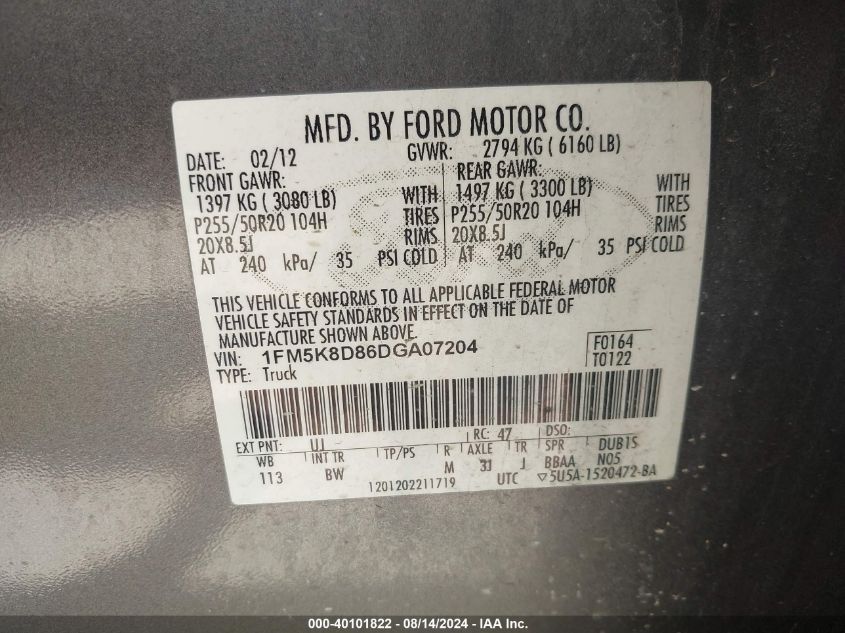 MFD. BY FORD MOTOR CO.
DATE: 02/12 GVWR: 2794 KG ( 6160 LB)
FRONT GAWR: REAR GAWR:
1397 KG ( 3080 LB) WITH 1497 KG ( 3300 LB) WITH
P255/50R20 104H TIRES P255/50R20 104H TIRES
20X8.5J RIMS 20X8.5J RIMS
AT 240 kPa/ 35 PSI COLD AT 240 kPa/ 35 PSI COLD
THIS VEHICLE CONFORMS TO ALL APPLICABLE FEDERAL MOTOR
VEHICLE SAFETY STANDARDS IN EFFECT ON THE DATE OF
MANUFACTURE SHOWN ABOVE.
VIN: 1FM5K8D86DGA07204 F0164
TYPE: Truck T0122
EXT PNT: UJ RC: 47 DSO:
WB INT TR TP/PS R AXLE TR SPR DUB1S
113 BW M 3J J BBAA N05
1201202211719 UTC ▽5U5A-1520472-BA
000-40101822 - 08/14/2024 - IAA Inc.